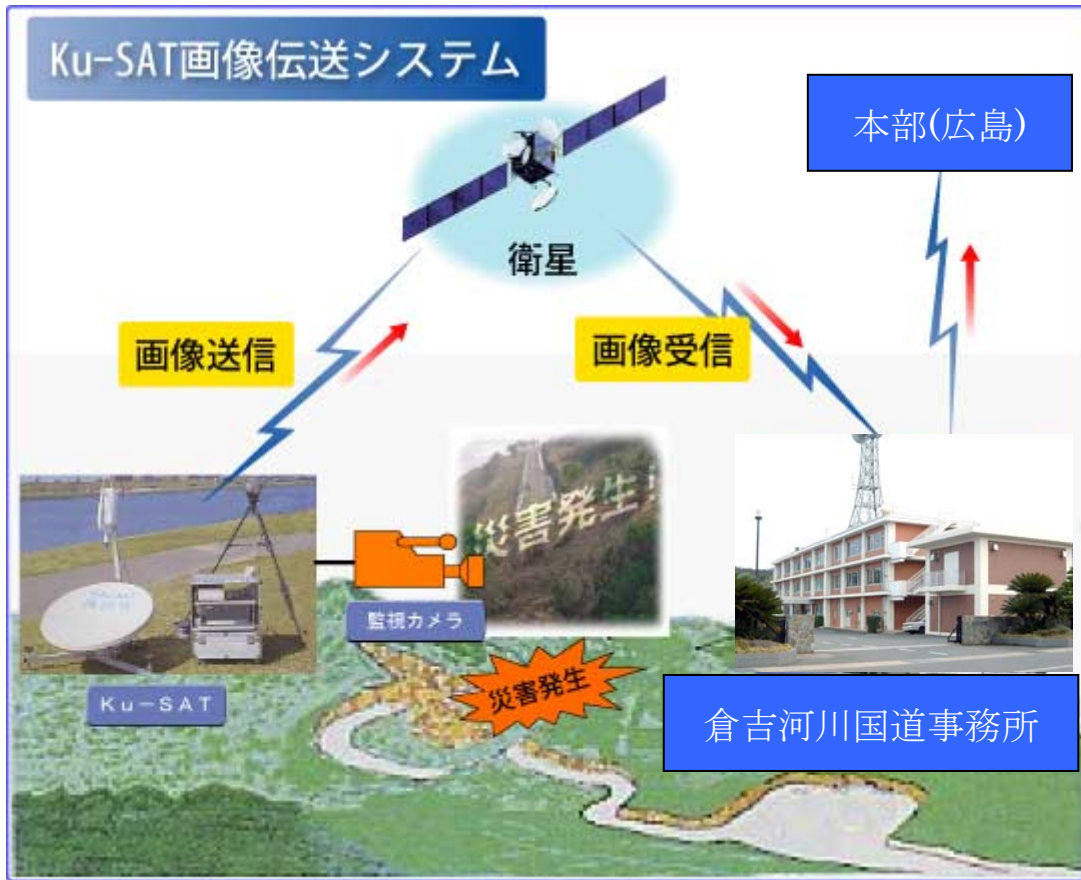 Ku-SAT画像伝送システム
本部(広島)
衛星
画像送信
画像受信
災害発生!
監視カメラ
Ku-SAT
災害発生
倉吉河川国道事務所